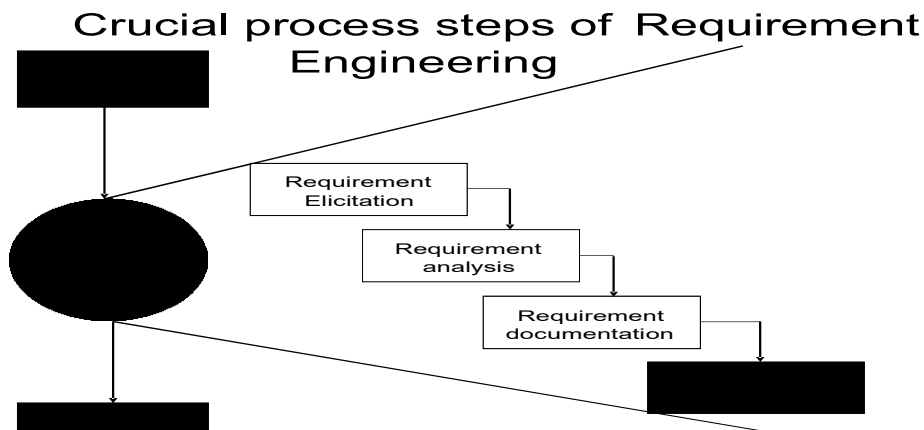 Crucial process steps of Requirement
Engineering
Requirement
Elicitation
Requirement
analysis
Requirement
documentation